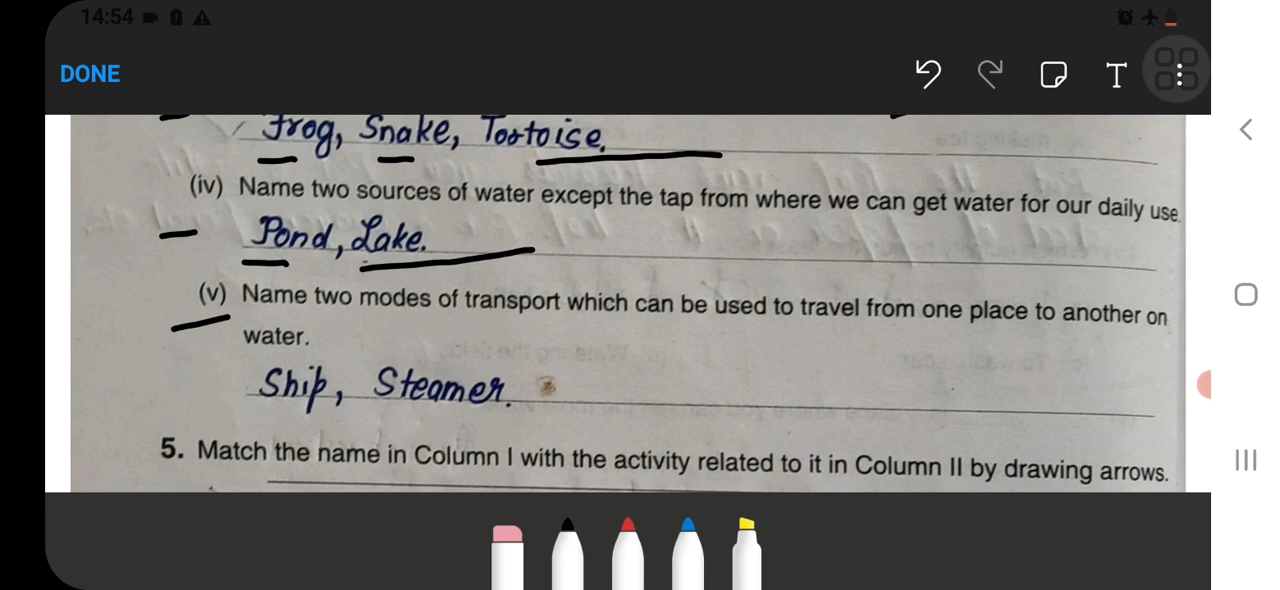 14:54
DONE
T
Frog, Snake, Tortoise.
(iv) Name two sources of water except the tap from where we can get water for our daily use.
Pond, Lake.
(v) Name two modes of transport which can be used to travel from one place to another on
water.
Ship, Steamer.
5. Match the name in Column I with the activity related to it in Column II by drawing arrows.